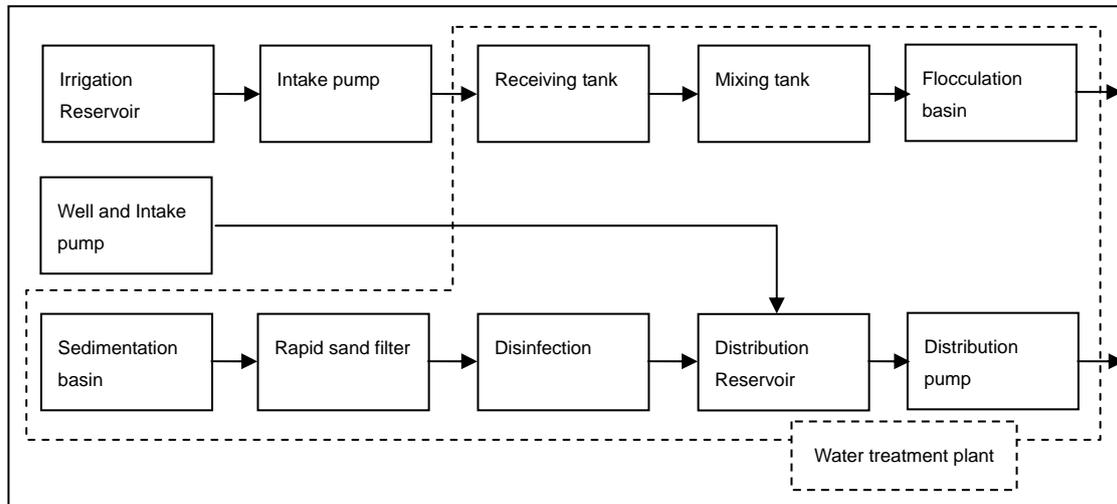 Irrigation
Reservoir
Intake pump
Receiving tank
Mixing tank
Flocculation
basin
Well and Intake
pump
Sedimentation
basin
Rapid sand filter
Disinfection
Distribution
Reservoir
Distribution
pump
Water treatment plant